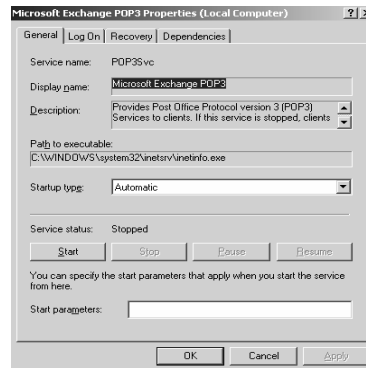 Microsoft Exchange POP3 Properties (Local Computer)
General Log On Recovery Dependencies
Service name: POP3Svc
Display name: Microsoft Exchange POP3
Description: Provides Post Office Protocol version 3 (POP3)
Services to clients. If this service is stopped, clients
Path to executable:
C:\WINDOWS\system32\inetsrv\inetinfo.exe
Startup type: Automatic
Service status: Stopped
Start Stop Pause Resume
You can specify the start parameters that apply when you start the service
from here.
Start parameters:
OK Cancel Apply